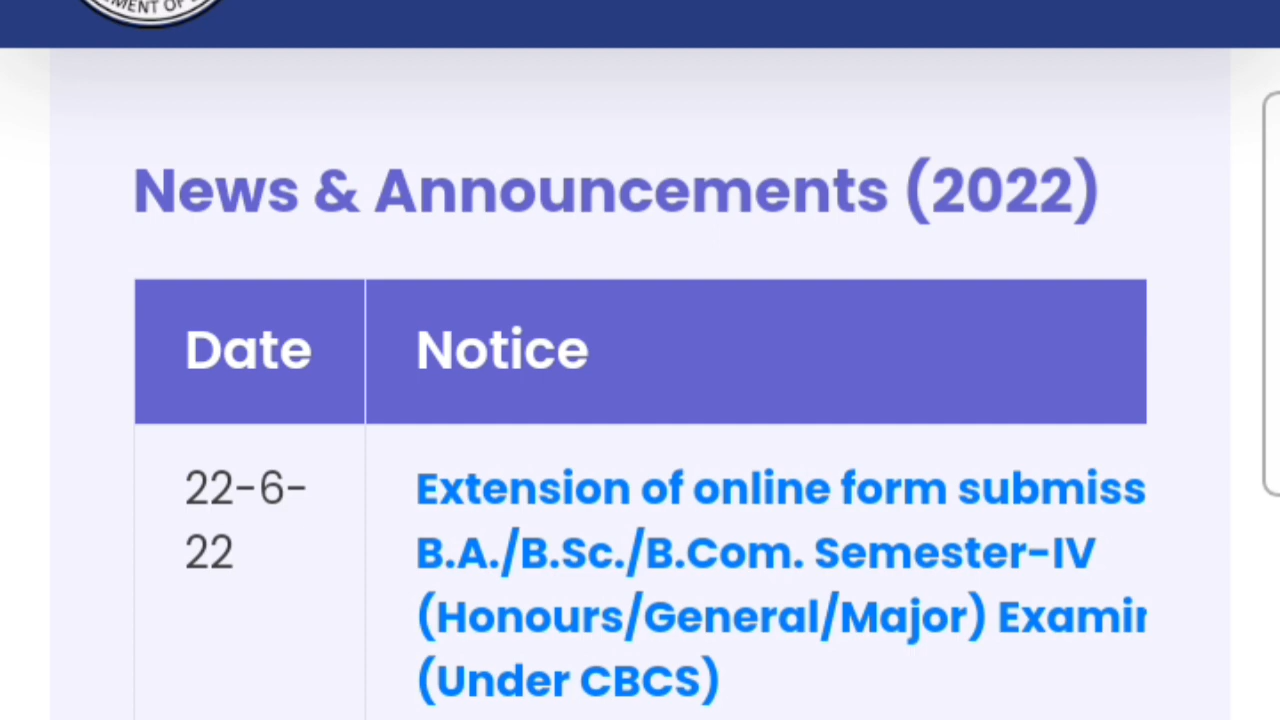 News & Announcements (2022)
Date Notice
22-6- Extension of online form submiss
22 B.A./B.Sc./B.Com. Semester-IV
(Honours/General/Major) Examin
(Under CBCS)